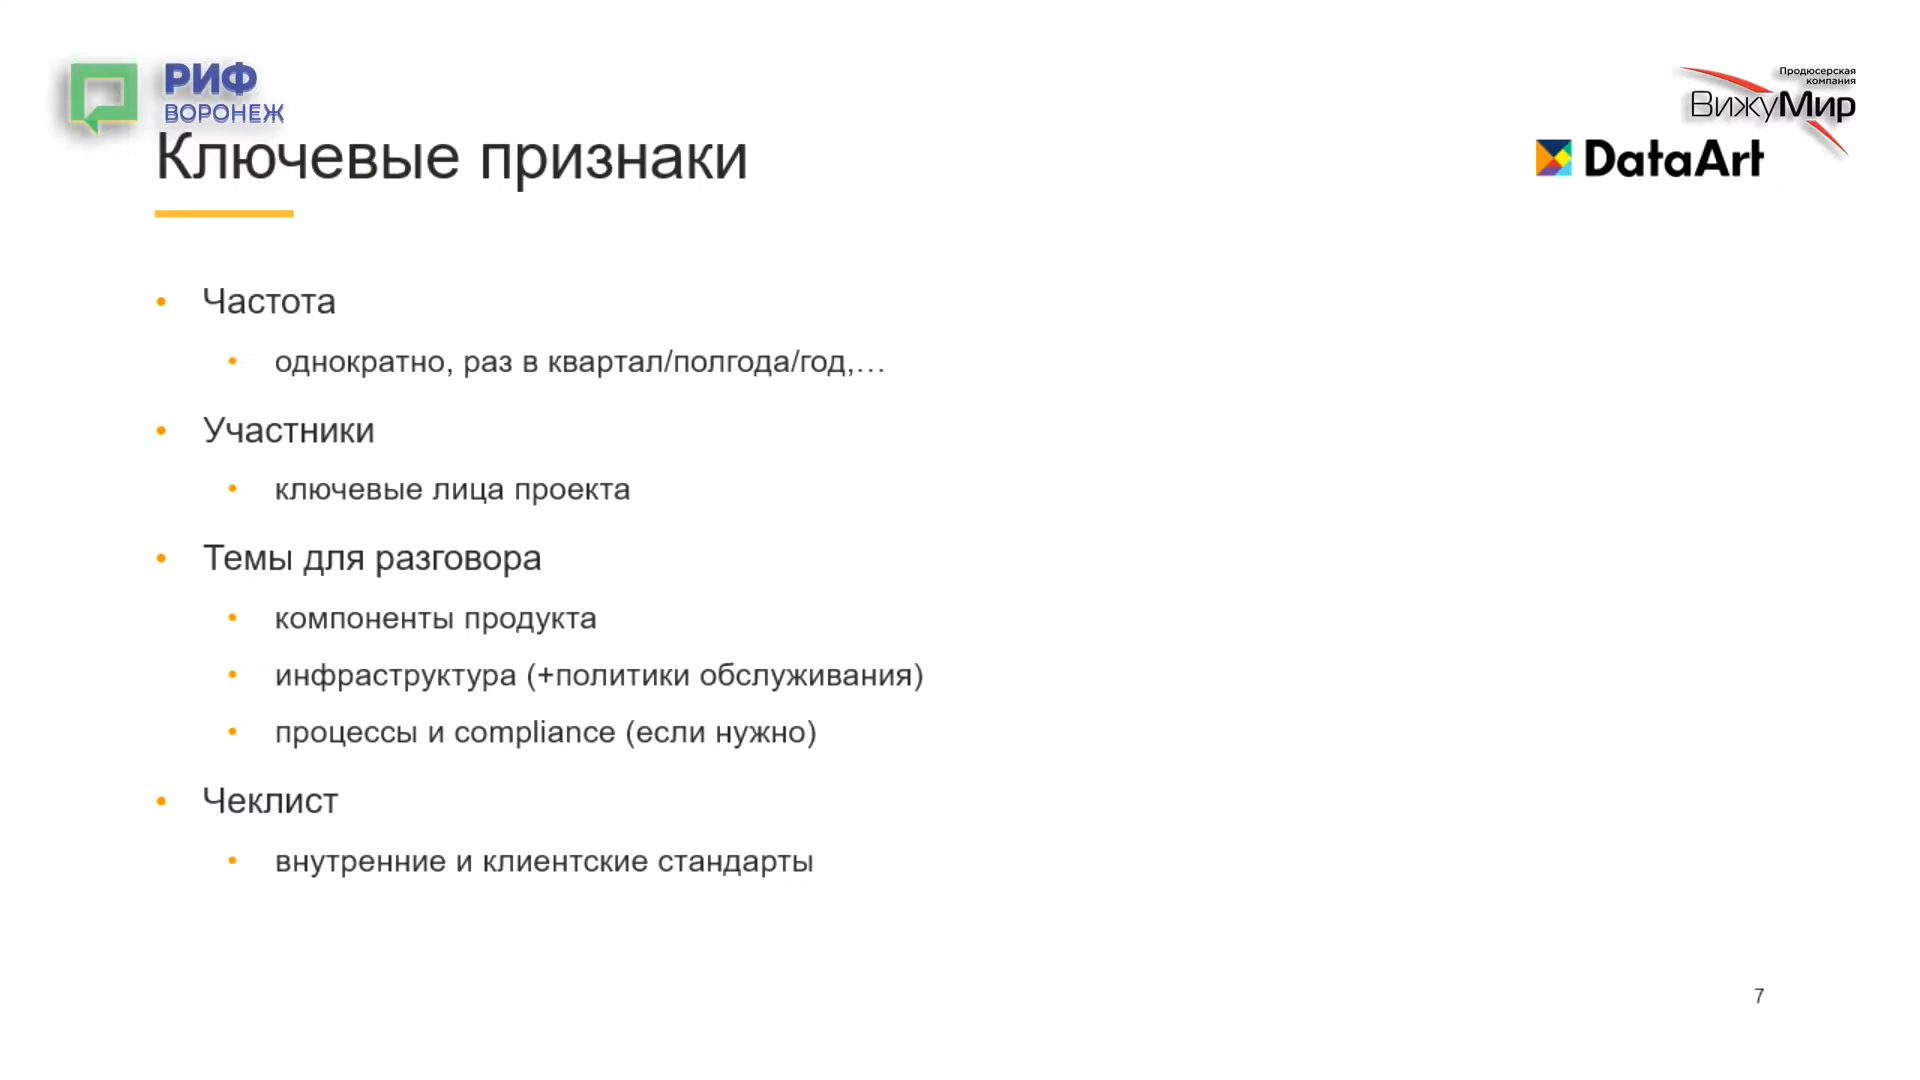 РИФ
ВОРОНЕЖ
Продюсерская
компания
ВижуМир
Ключевые признаки
DataArt
• Частота
• однократно, раз в квартал/полгода/год,…
• Участники
• ключевые лица проекта
• Темы для разговора
• компоненты продукта
• инфраструктура (+политики обслуживания)
• процессы и compliance (если нужно)
• Чеклист
• внутренние и клиентские стандарты
7